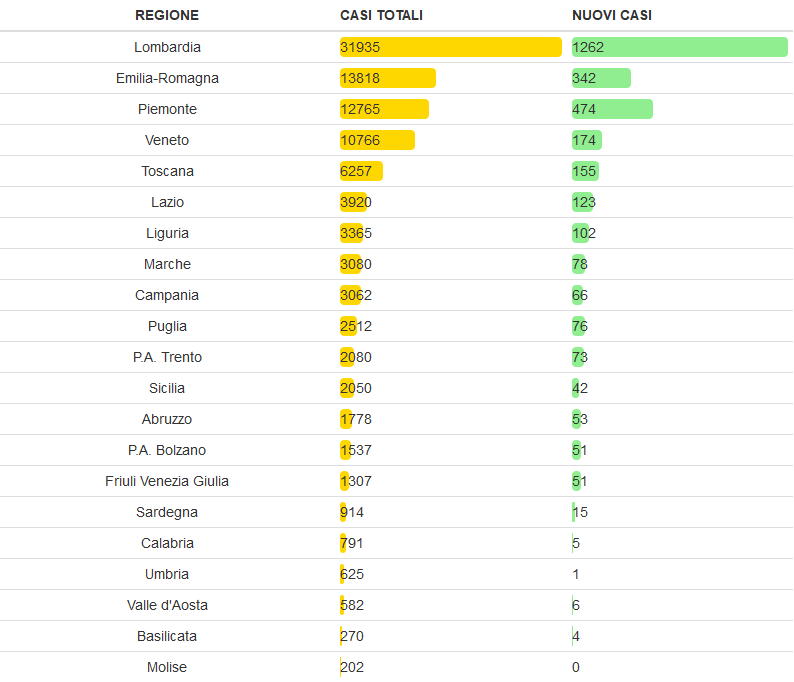 REGIONE CASI TOTALI NUOVI CASI
Lombardia 31935 1262
Emilia-Romagna 13818 342
Piemonte 12765 474
Veneto 10766 174
Toscana 6257 155
Lazio 3920 123
Liguria 3365 102
Marche 3080 78
Campania 3062 66
Puglia 2512 76
P.A. Trento 2080 73
Sicilia 2050 42
Abruzzo 1778 53
P.A. Bolzano 1537 51
Friuli Venezia Giulia 1307 51
Sardegna 914 15
Calabria 791 5
Umbria 625 1
Valle d'Aosta 582 6
Basilicata 270 4
Molise 202 0